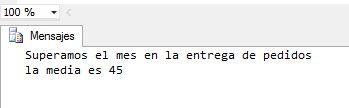 100 %
Mensajes
Superamos el mes en la entrega de pedidos
la media es 45